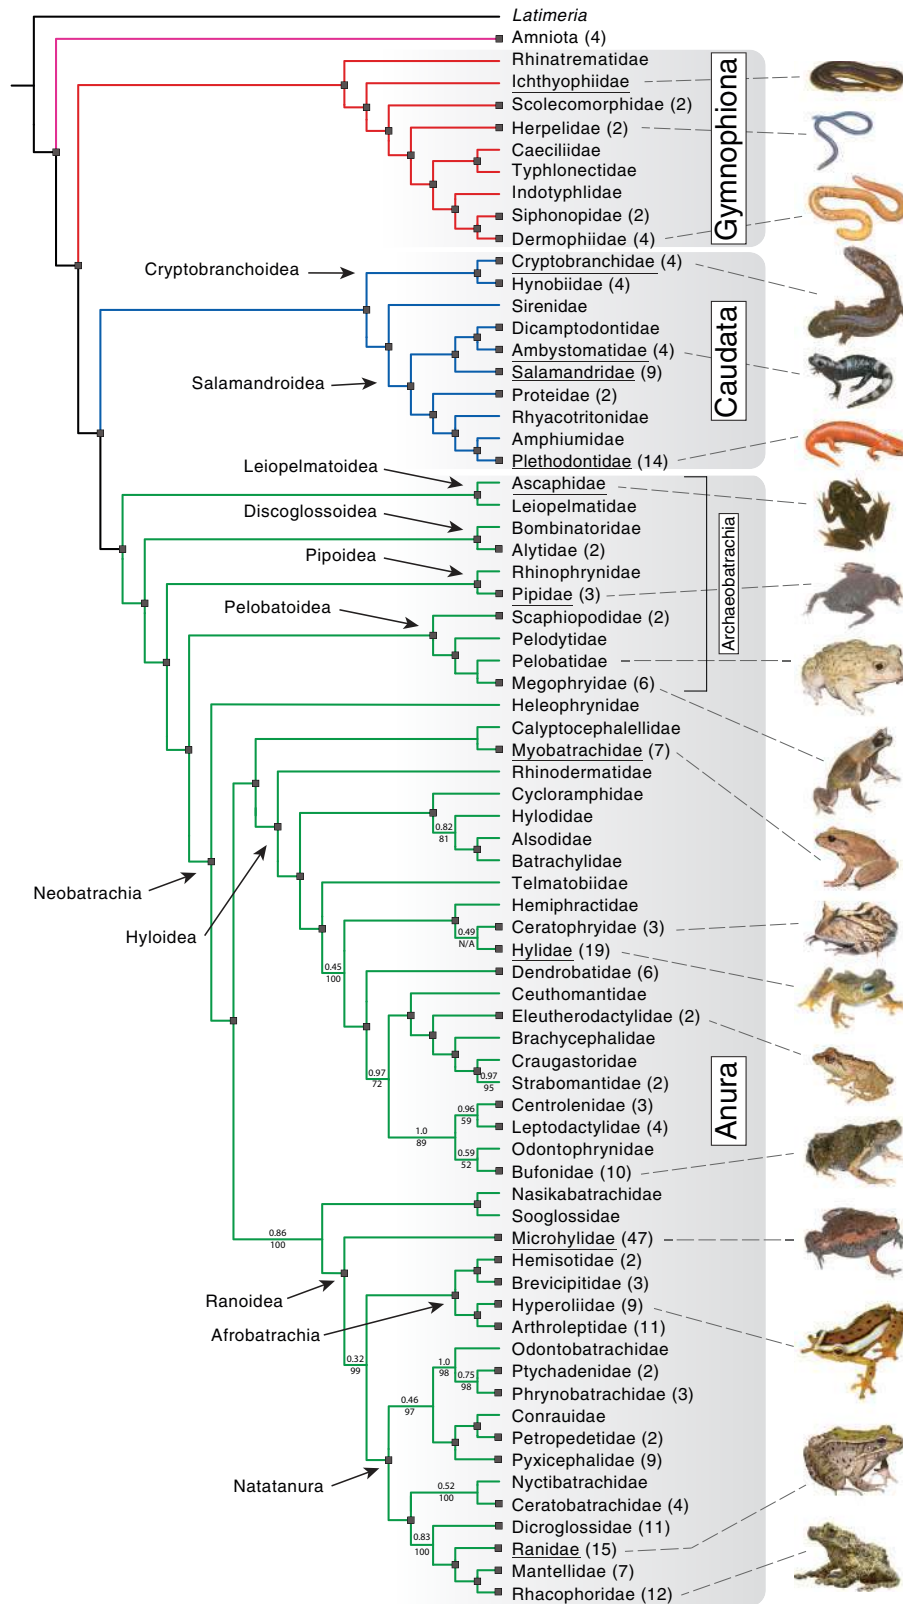 Latimeria
Amniota (4)
Rhinatrematidae
Ichthyophiidae
Scolecomorphidae (2)
Herpelidae (2)
Caeciliidae
Typhlonectidae
Indotyphlidae
Siphonopidae (2)
Dermophiidae (4)
Gymnophiona
Cryptobranchoidea
Cryptobranchidae (4)
Hynobiidae (4)
Sirenidae
Dicamptodontidae
Ambystomatidae (4)
Salamandroidea
Salamandridae (9)
Proteidae (2)
Rhyacotritonidae
Amphiumidae
Plethodontidae (14)
Caudata
Leiopelmatoidea
Ascaphidae
Leiopelmatidae
Discoglossoidea
Bombinatoridae
Alytidae (2)
Pipoidea
Rhinophrynidae
Pipidae (3)
Pelobatoidea
Scaphiopodidae (2)
Pelodytidae
Pelobatidae
Megophryidae (6)
Archaeobatrachia
Heleophrynidae
Calyptocephalellidae
Myobatrachidae (7)
Rhinodermatidae
Cycloramphidae
Hylodidae
0.82
81
Alsodidae
Batrachylidae
Neobatrachia
Telmatobiidae
Hyloidea
Hemiphractidae
Ceratophryidae (3)
0.49
N/A
Hylidae (19)
0.45
100
Dendrobatidae (6)
Ceuthomantidae
Eleutherodactylidae (2)
Brachycephalidae
Craugastoridae
0.97
72
0.97
95
Strabomantidae (2)
Centrolenidae (3)
0.96
59
Leptodactylidae (4)
1.0
89
Odontophrynidae
0.59
52
Bufonidae (10)
Anura
Nasikabatrachidae
Sooglossidae
0.86
100
Microhylidae (47)
Hemisotidae (2)
Brevicipitidae (3)
Ranoidea
Hyperoliidae (9)
Afrobatrachia
Arthroleptidae (11)
Odontobatrachidae
0.32
99
1.0
98
0.75
98
Ptychadenidae (2)
Phrynobatrachidae (3)
0.46
97
Conrauidae
Petropedetidae (2)
Pyxicephalidae (9)
Natatanura
Nyctibatrachidae
0.52
100
Ceratobatrachidae (4)
Dicroglossidae (11)
0.83
100
Ranidae (15)
Mantellidae (7)
Rhacophoridae (12)